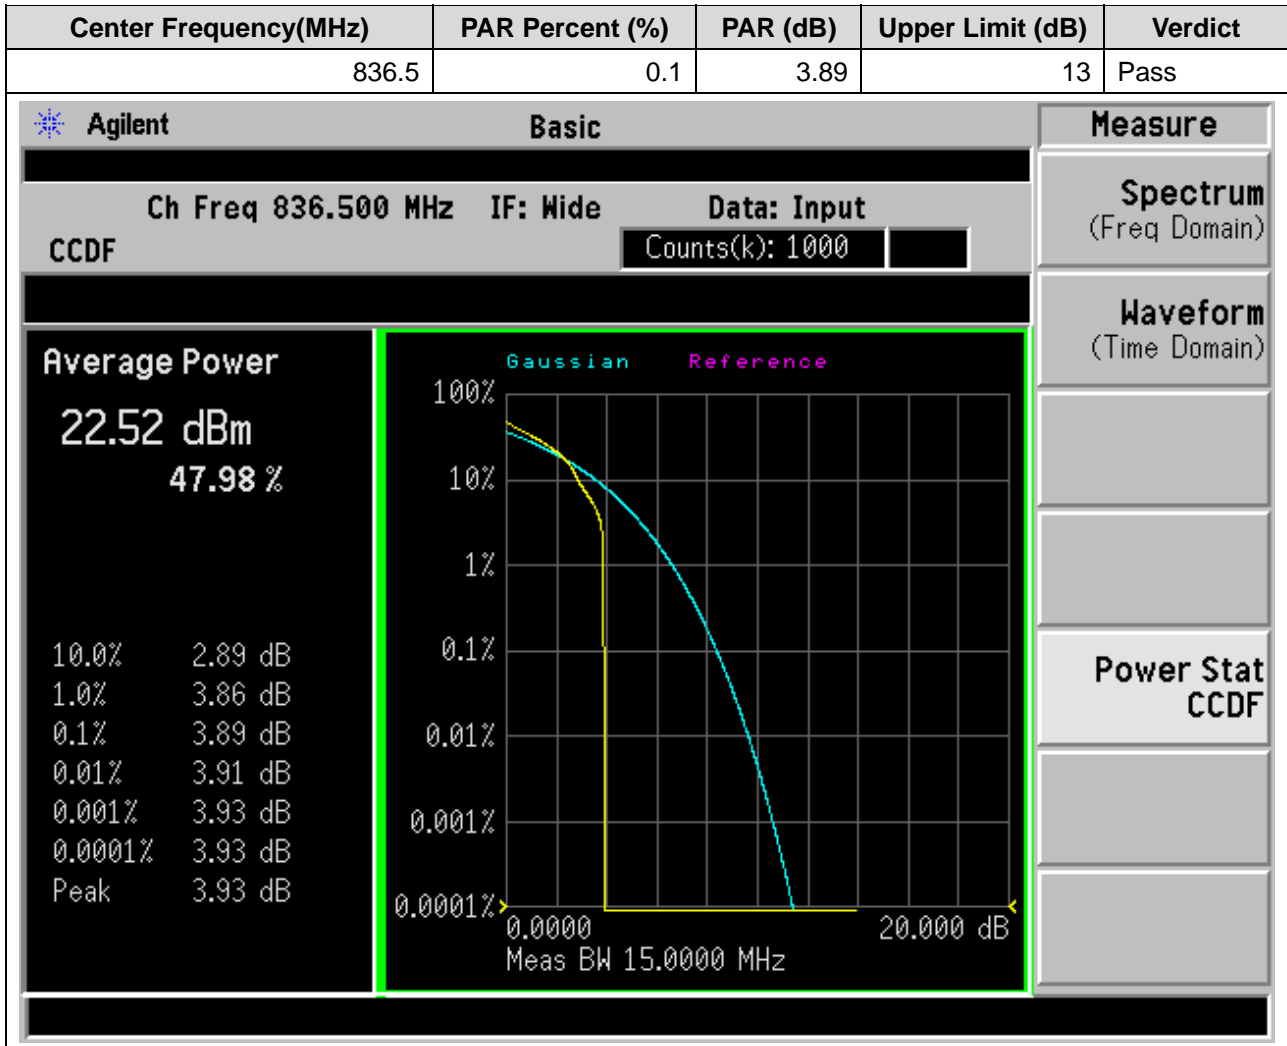 Center Frequency(MHz) PAR Percent (%) PAR (dB) Upper Limit (dB) Verdict
836.5 0.1 3.89 13 Pass
Agilent Basic Measure
Ch Freq 836.500 MHz IF: Wide Data: Input
CCDF Counts(k): 1000
Average Power
22.52 dBm
47.98 %
10.0% 2.89 dB
1.0% 3.86 dB
0.1% 3.89 dB
0.01% 3.91 dB
0.001% 3.93 dB
0.0001% 3.93 dB
Peak 3.93 dB
Gaussian Reference
100%
10%
1%
0.1%
0.01%
0.001%
0.0001%
0.0000 20.000 dB
Meas BW 15.0000 MHz
Spectrum
(Freq Domain)
Waveform
(Time Domain)
Power Stat
CCDF